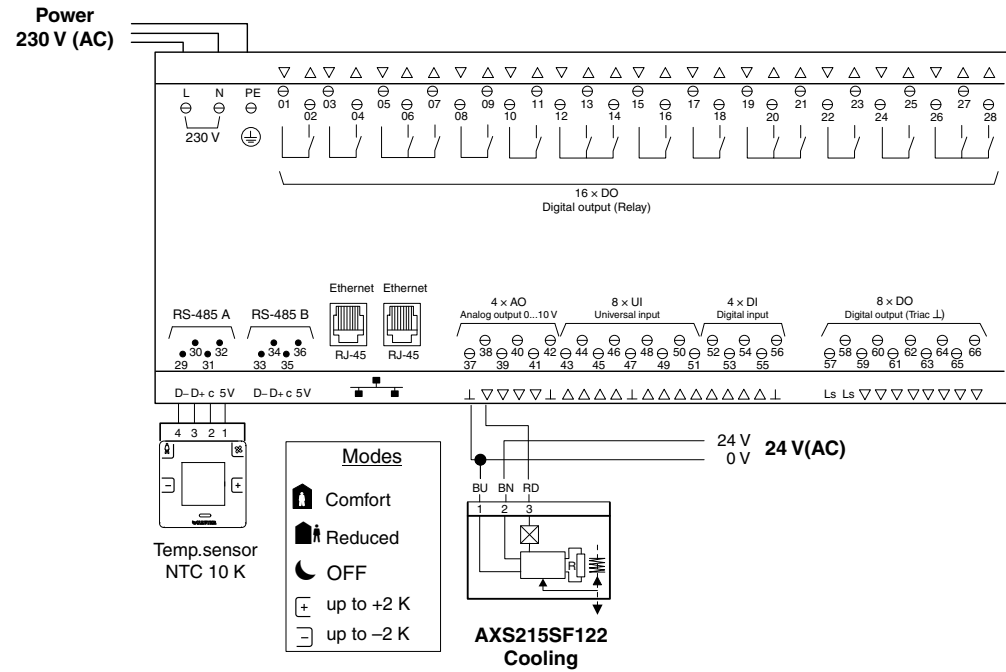 Power
230 V (AC)
L N PE
230 V
01 02 03 04 05 06 07 08 09 10 11 12 13 14 15 16 17 18 19 20 21 22 23 24 25 26 27 28
16 × DO
Digital output (Relay)
RS-485 A
RS-485 B
Ethernet Ethernet
RJ-45 RJ-45
4 × AO
Analog output 0...10 V
8 × UI
Universal input
4 × DI
Digital input
8 × DO
Digital output (Triac ⊥)
29 30 31 32
33 34 35 36
37 38 39 40 41 42 43 44 45 46 47 48 49 50 51 52 53 54 55 56
57 58 59 60 61 62 63 64 65 66
D– D+ c 5V
D– D+ c 5V
Ls Ls
4 3 2 1
Temp.sensor
NTC 10 K
Modes
Comfort
Reduced
OFF
+ up to +2 K
– up to –2 K
24 V
0 V
24 V(AC)
BU BN RD
1 2 3
R
AXS215SF122
Cooling